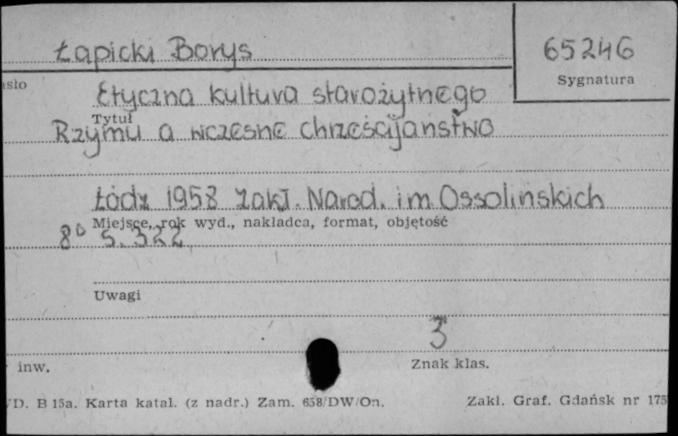 Łapicki Borys
65246
Sygnatura
asło
Etyczna kultura starożytnego
Tytuł
Rzymu a wczesne chrześcijaństwo
Łódź 1958 Zakł. Narod. im Ossolińskich
Miejsce, rok wyd., nakładca, format, objętość
8° s. 322
Uwagi
3
inw.
Znak klas.
D. B 15a. Karta katal. (z nadr.) Zam. 658/DW/On.
Zakł. Graf. Gdańsk nr 175